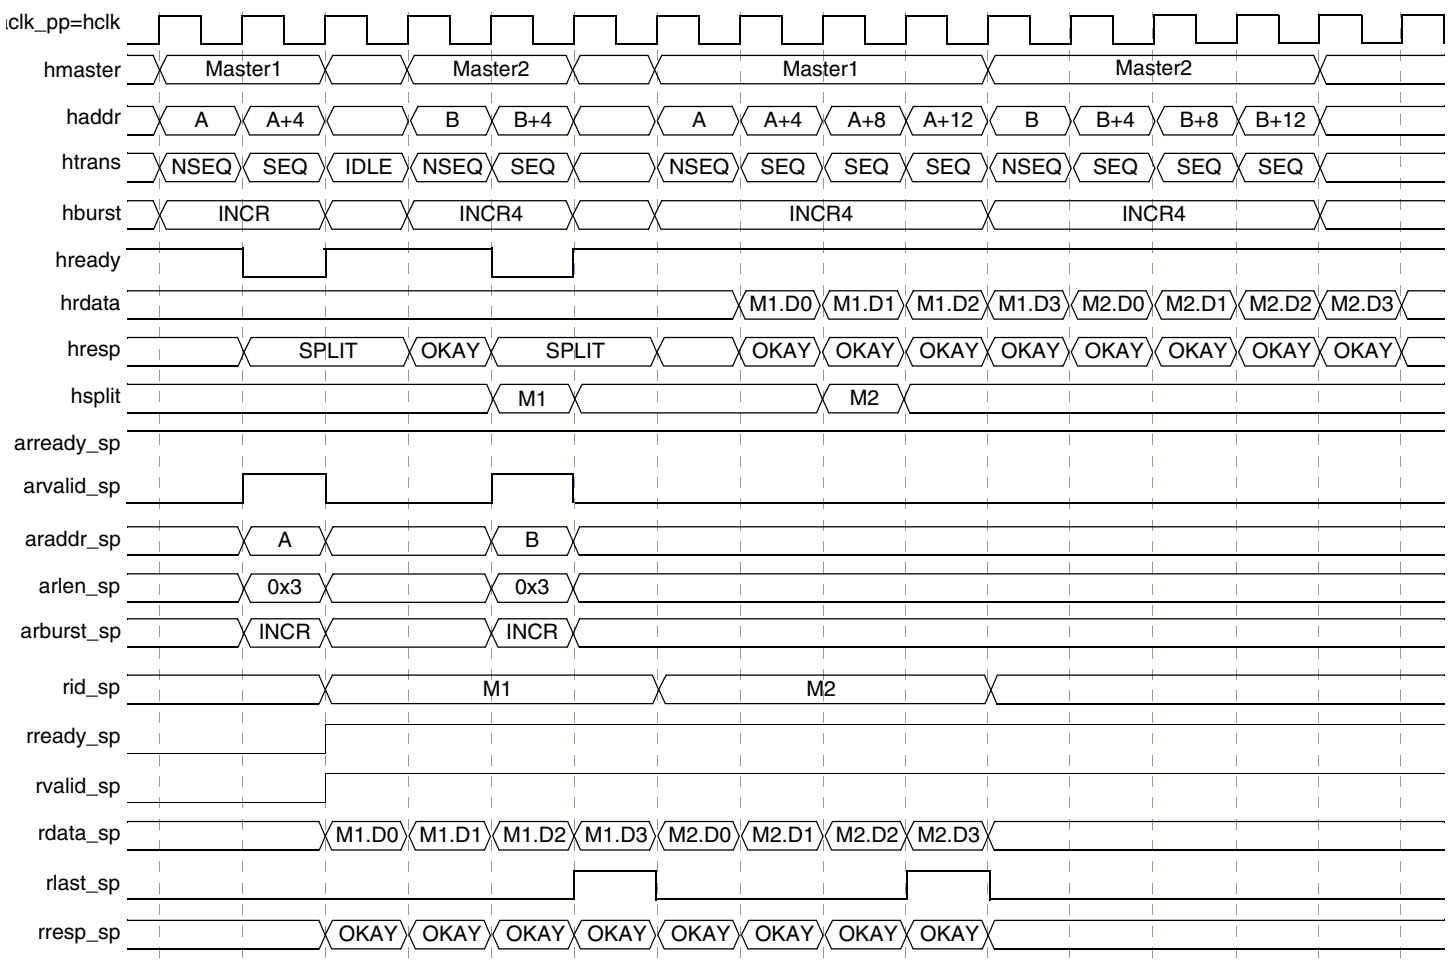 clk_pp=hclk
hmaster Master1 Master2 Master1 Master2
haddr A A+4 B B+4 A A+4 A+8 A+12 B B+4 B+8 B+12
htrans NSEQ SEQ IDLE NSEQ SEQ NSEQ SEQ SEQ SEQ NSEQ SEQ SEQ SEQ
hburst INCR INCR4 INCR4 INCR4
hready
hrdata M1.D0 M1.D1 M1.D2 M1.D3 M2.D0 M2.D1 M2.D2 M2.D3
hresp SPLIT OKAY SPLIT OKAY OKAY OKAY OKAY OKAY OKAY OKAY OKAY
hsplit M1 M2
arready_sp
arvalid_sp
araddr_sp A B
arlen_sp 0x3 0x3
arburst_sp INCR INCR
rid_sp M1 M2
rready_sp
rvalid_sp
rdata_sp M1.D0 M1.D1 M1.D2 M1.D3 M2.D0 M2.D1 M2.D2 M2.D3
rlast_sp
rresp_sp OKAY OKAY OKAY OKAY OKAY OKAY OKAY OKAY